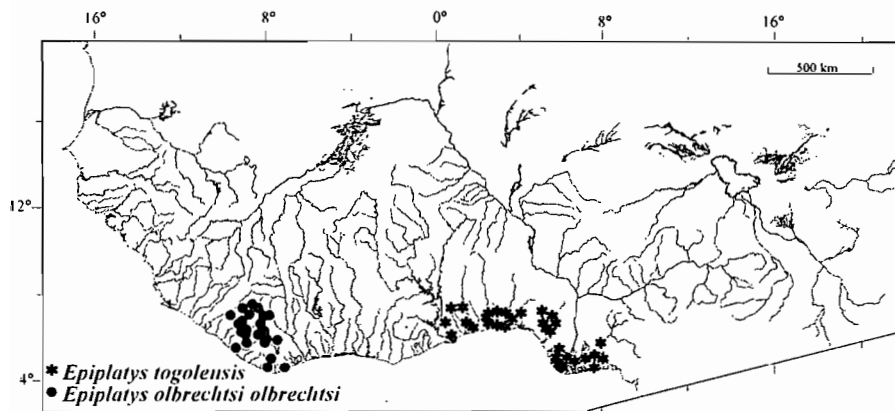 16° 8° 0° 8° 16°
500 km
12°
4°
* Epiplatys togolensis
● Epiplatys olbrechtsi olbrechtsi